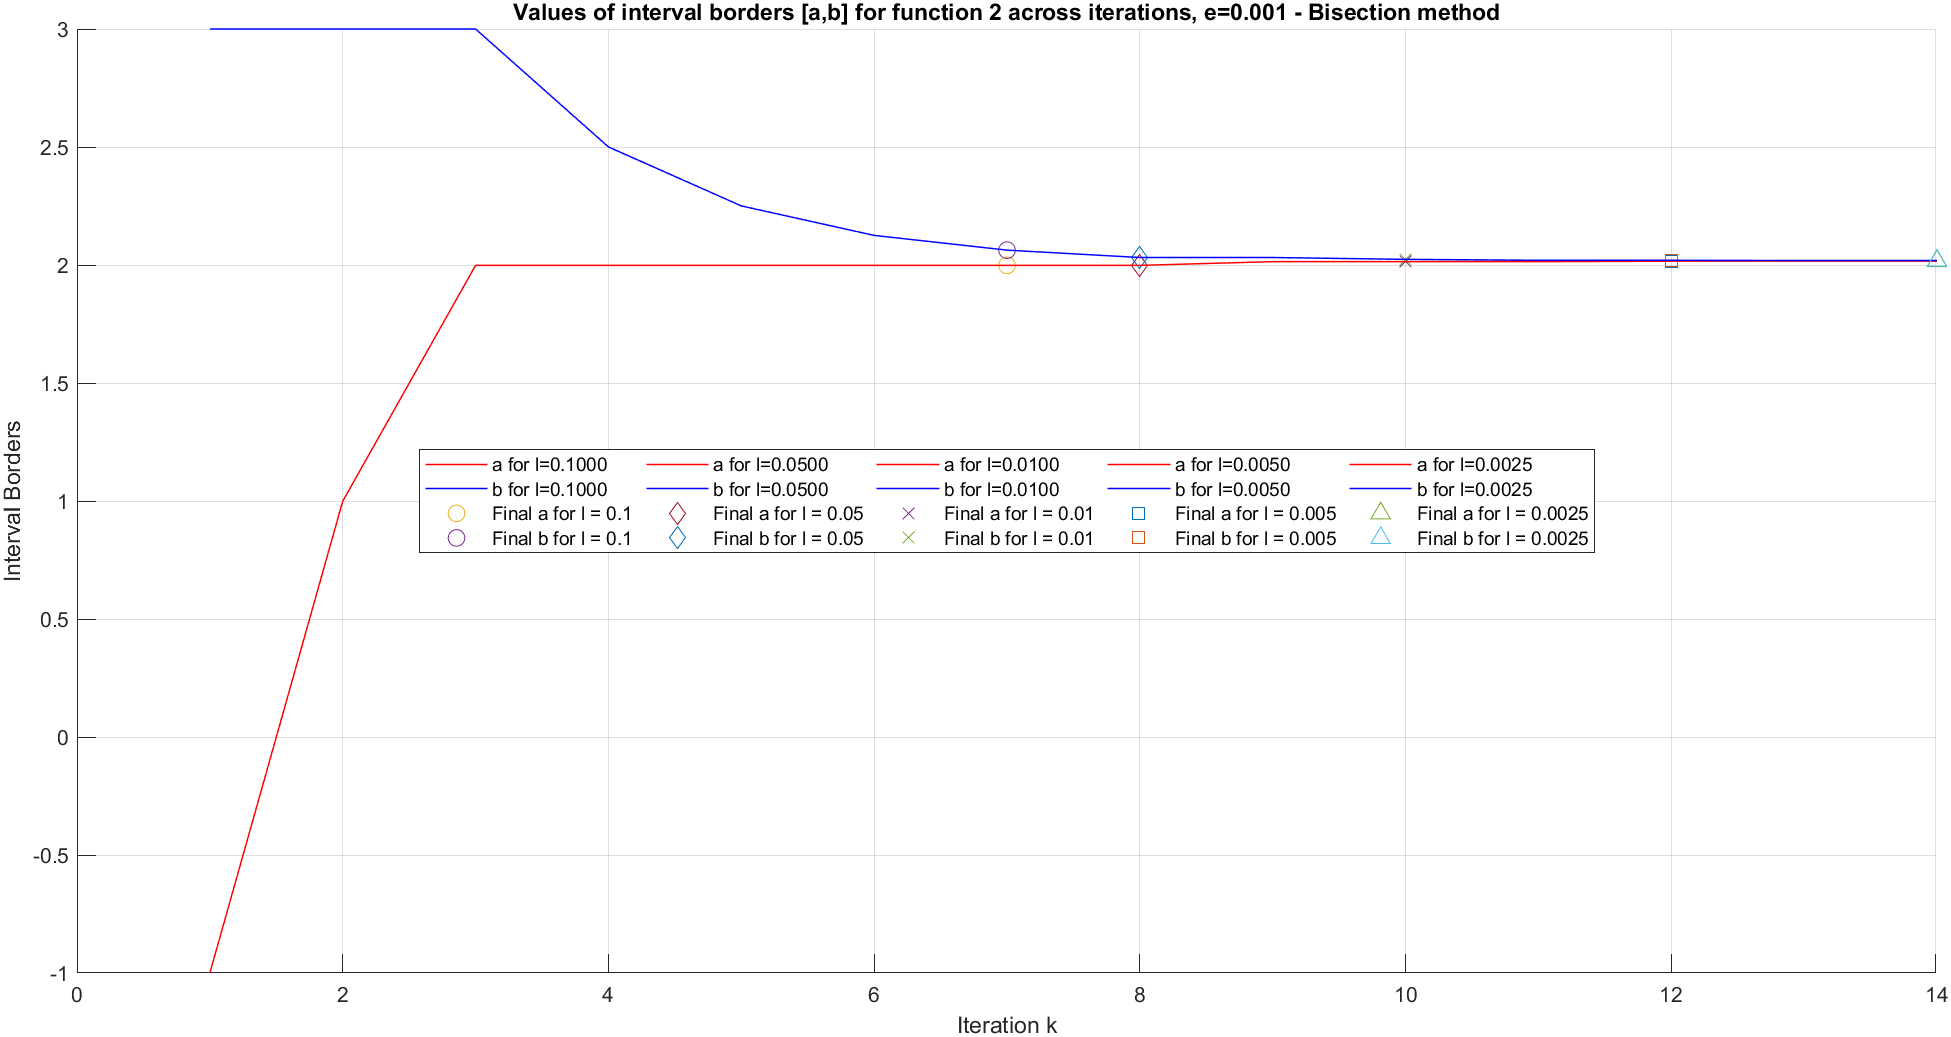 Values of interval borders [a,b] for function 2 across iterations, e=0.001 - Bisection method
3
2.5
2
1.5
1
0.5
0
-0.5
-1
Interval Borders
a for l=0.1000 a for l=0.0500 a for l=0.0100 a for l=0.0050 a for l=0.0025
b for l=0.1000 b for l=0.0500 b for l=0.0100 b for l=0.0050 b for l=0.0025
Final a for l = 0.1 Final a for l = 0.05 Final a for l = 0.01 Final a for l = 0.005 Final a for l = 0.0025
Final b for l = 0.1 Final b for l = 0.05 Final b for l = 0.01 Final b for l = 0.005 Final b for l = 0.0025
0 2 4 6 8 10 12 14
Iteration k